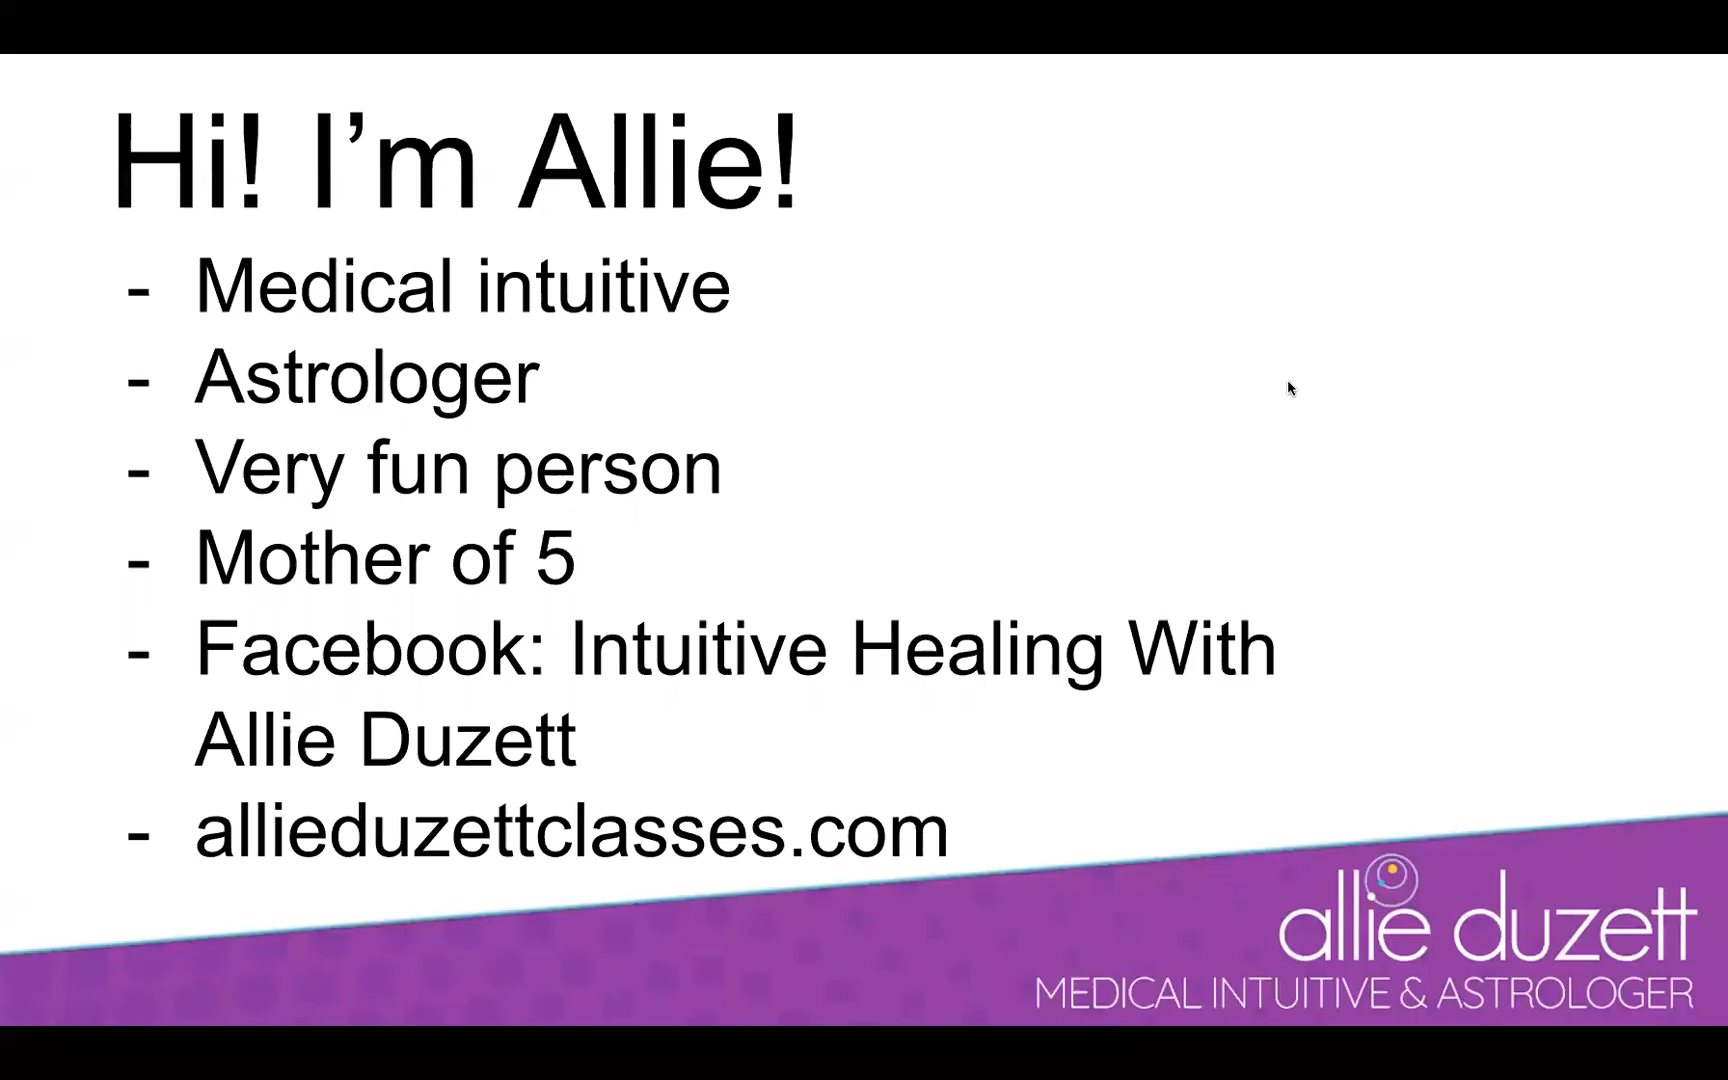 Hi! I’m Allie!
- Medical intuitive
- Astrologer
- Very fun person
- Mother of 5
- Facebook: Intuitive Healing With
Allie Duzett
- allieduzettclasses.com
allie duzett
MEDICAL INTUITIVE & ASTROLOGER